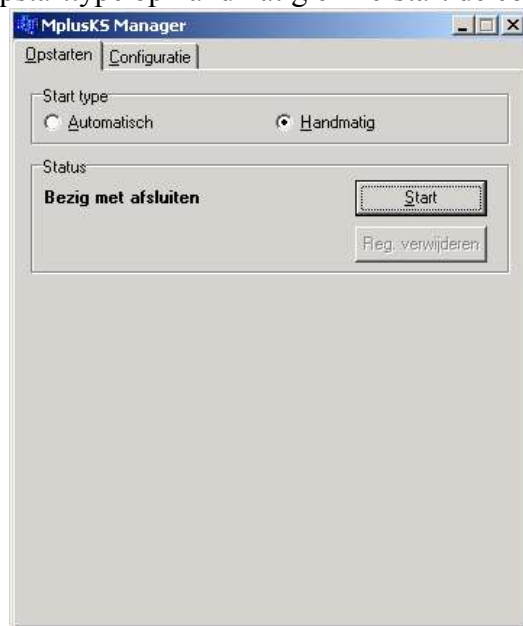 MplusKS Manager
Opstarten Configuratie
Start type
Automatisch Handmatig
Status
Bezig met afsluiten Start
Reg. verwijderen